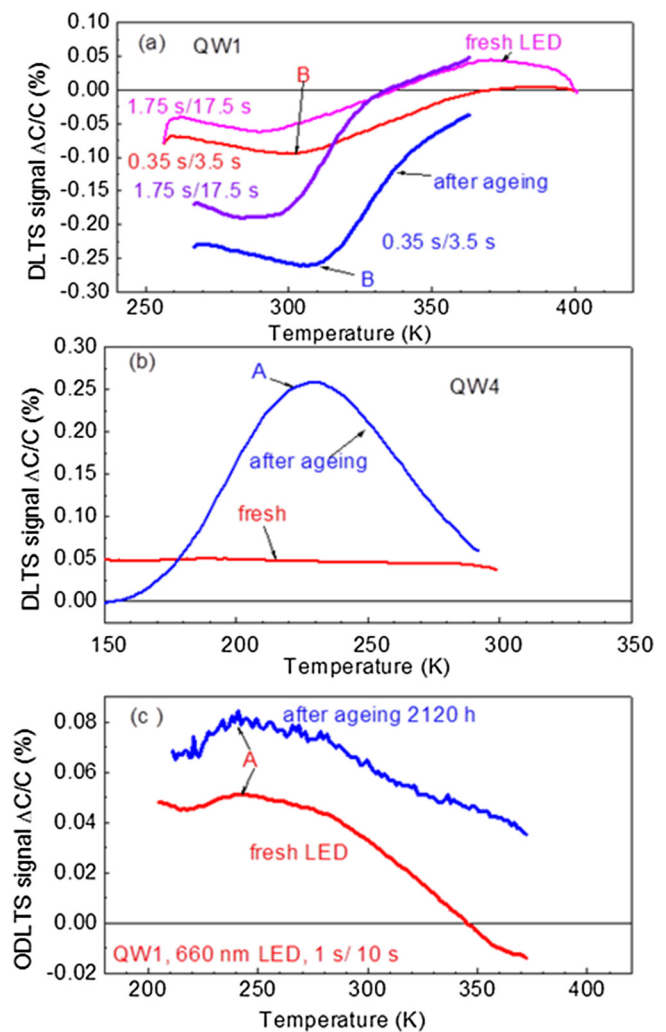 0.10
0.05
0.00
-0.05
-0.10
-0.15
-0.20
-0.25
-0.30
DLTS signal ΔC/C (%)
(a) QW1
fresh LED
B
1.75 s/17.5 s
0.35 s/3.5 s
1.75 s/17.5 s
after ageing
0.35 s/3.5 s
B
250 300 350 400
Temperature (K)
0.30
0.25
0.20
0.15
0.10
0.05
0.00
DLTS signal ΔC/C (%)
(b)
A
QW4
after ageing
fresh
150 200 250 300 350
Temperature (K)
0.08
0.06
0.04
0.02
0.00
-0.02
ODLTS signal ΔC/C (%)
(c ) after ageing 2120 h
A
fresh LED
QW1, 660 nm LED, 1 s/ 10 s
200 250 300 350 400
Temperature (K)